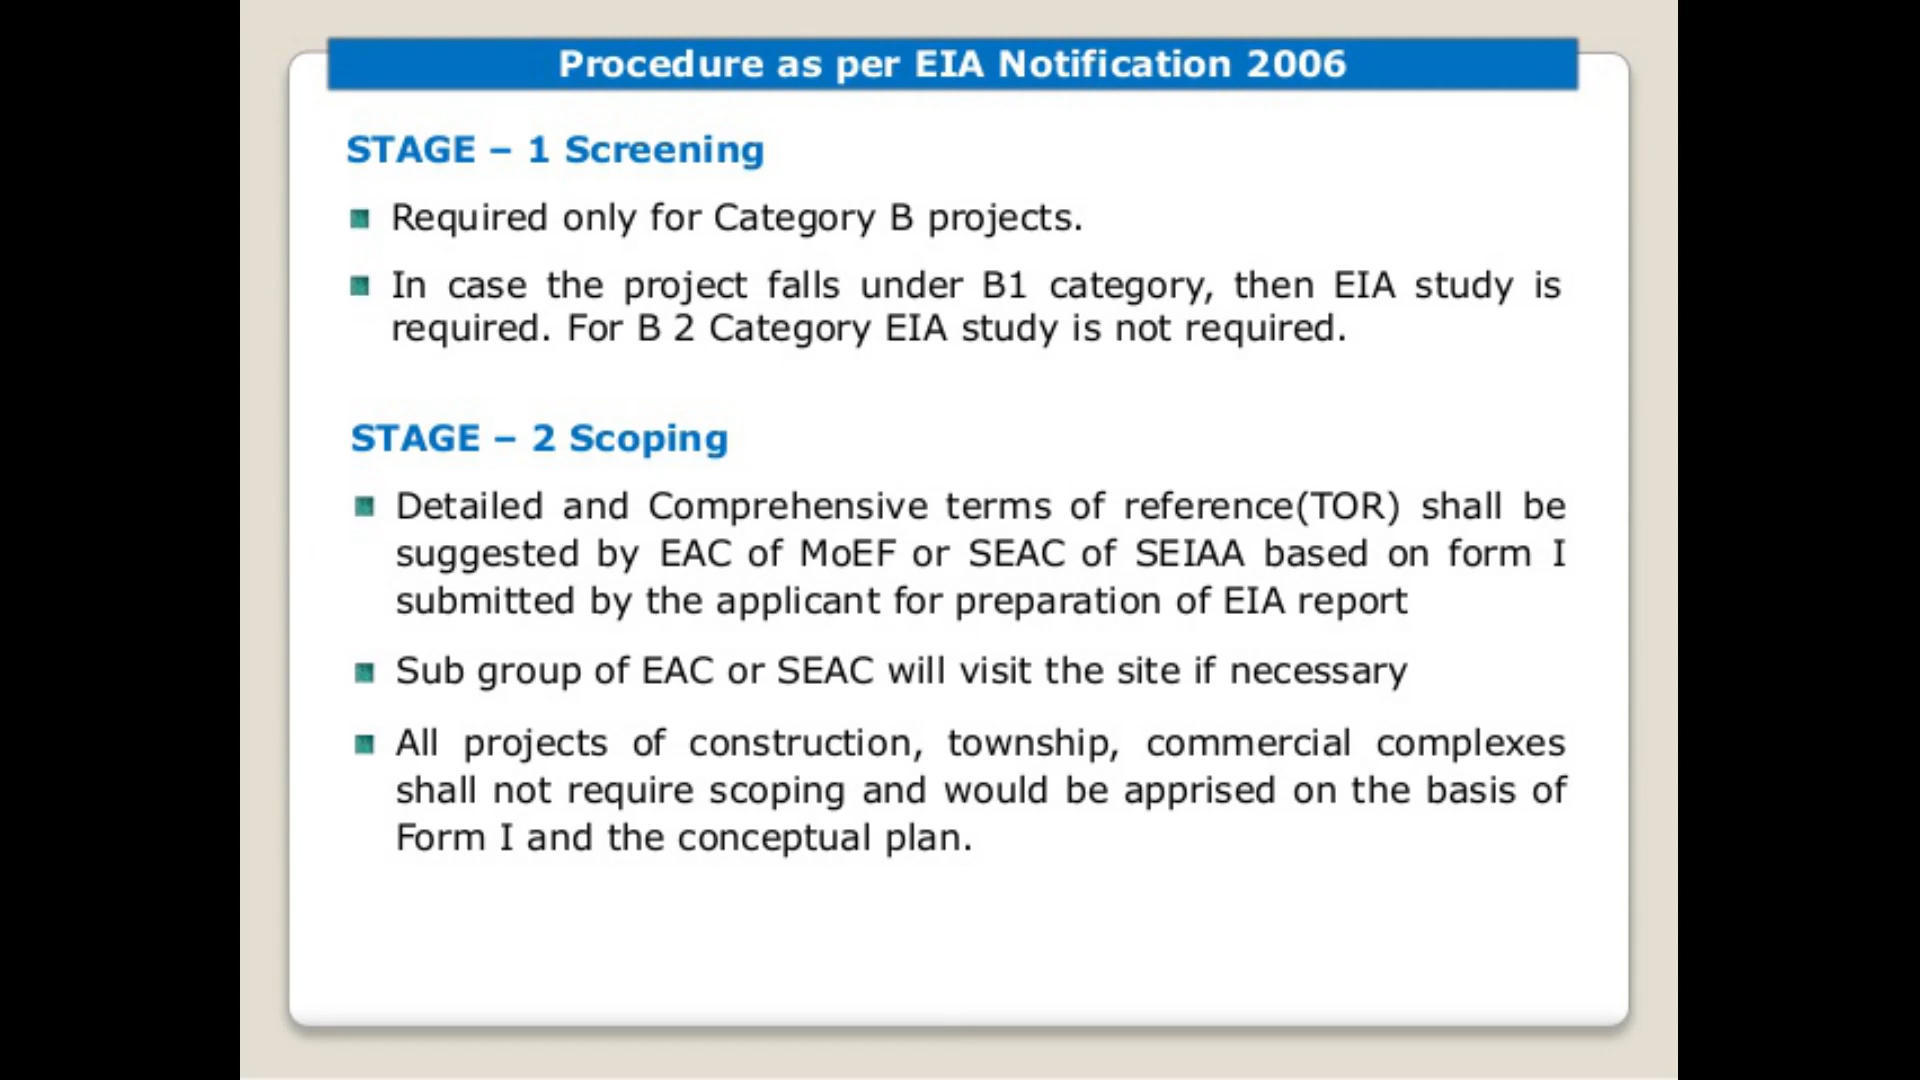 Procedure as per EIA Notification 2006
STAGE – 1 Screening
Required only for Category B projects.
In case the project falls under B1 category, then EIA study is
required. For B 2 Category EIA study is not required.
STAGE – 2 Scoping
Detailed and Comprehensive terms of reference(TOR) shall be
suggested by EAC of MoEF or SEAC of SEIAA based on form I
submitted by the applicant for preparation of EIA report
Sub group of EAC or SEAC will visit the site if necessary
All projects of construction, township, commercial complexes
shall not require scoping and would be apprised on the basis of
Form I and the conceptual plan.